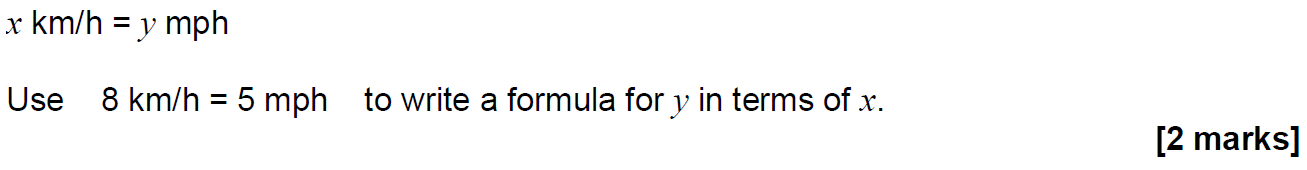 x km/h = y mph
Use 8 km/h = 5 mph to write a formula for y in terms of x.
[2 marks]